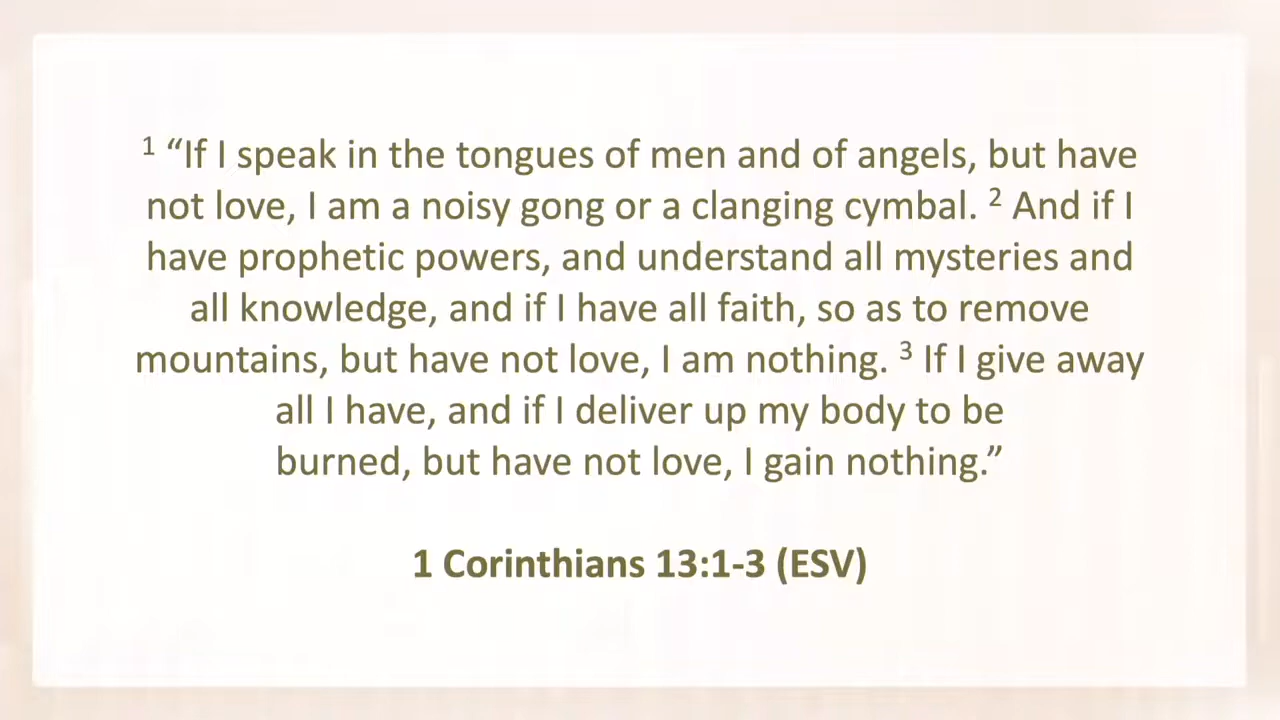 1 “If I speak in the tongues of men and of angels, but have
not love, I am a noisy gong or a clanging cymbal. 2 And if I
have prophetic powers, and understand all mysteries and
all knowledge, and if I have all faith, so as to remove
mountains, but have not love, I am nothing. 3 If I give away
all I have, and if I deliver up my body to be
burned, but have not love, I gain nothing.”
1 Corinthians 13:1-3 (ESV)